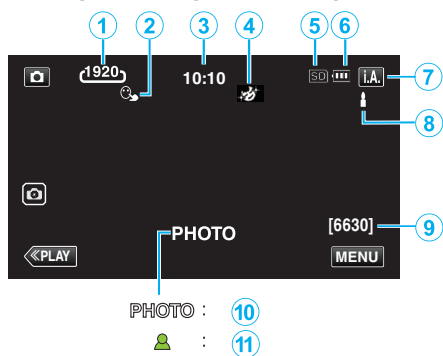 ① ② ③ ④ ⑤ ⑥
1920 10:10 SD i.A. ⑦
⑧
PHOTO [6630] ⑨
≪PLAY MENU
PHOTO : ⑩
: ⑪